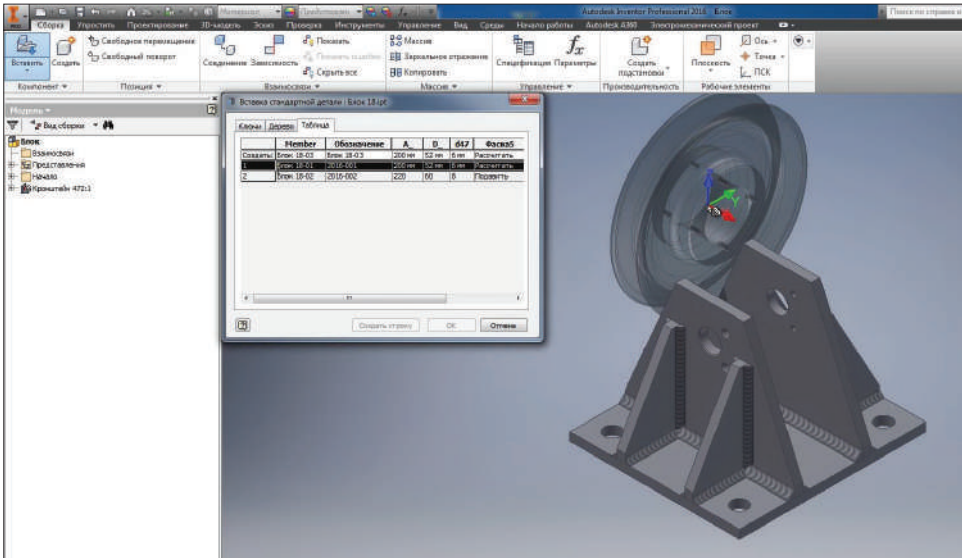 Autodesk Inventor Professional 2016 Блок
Поиск по справке и
Сборка Упростить Проектирование 3D-модель Эскиз Проверка Инструменты Управление Вид Среды Начало работы Autodesk A360 Электромеханический проект
Вставить Создать
Свободное перемещение
Свободный поворот
Соединение Зависимость
Показать
Скрыть все
Массив
Зеркальное отражение
Копировать
Спецификация Параметры
Создать подстановки
Плоскость
Ось
Точка
ПСК
Компонент Позиция Взаимосвязи Массив Управление Производительность Рабочие элементы
Модель
Вид сборки
Блок
Взаимосвязи
Представления
Начало
Кронштейн 472:1
Вставка стандартной детали : Блок 18.ipt
Ключи Дерево Таблица
Member Обозначение A_ D_ d47 Фаска5
Создать Блок 18-03 Блок 18-03 200 мм 52 мм 6 мм Рассчитать
1 Блок 18-01 2016-001 200 мм 52 мм 6 мм Рассчитать
2 Блок 18-02 2016-002 220 60 8 Подавить
Создать строку OK Отмена